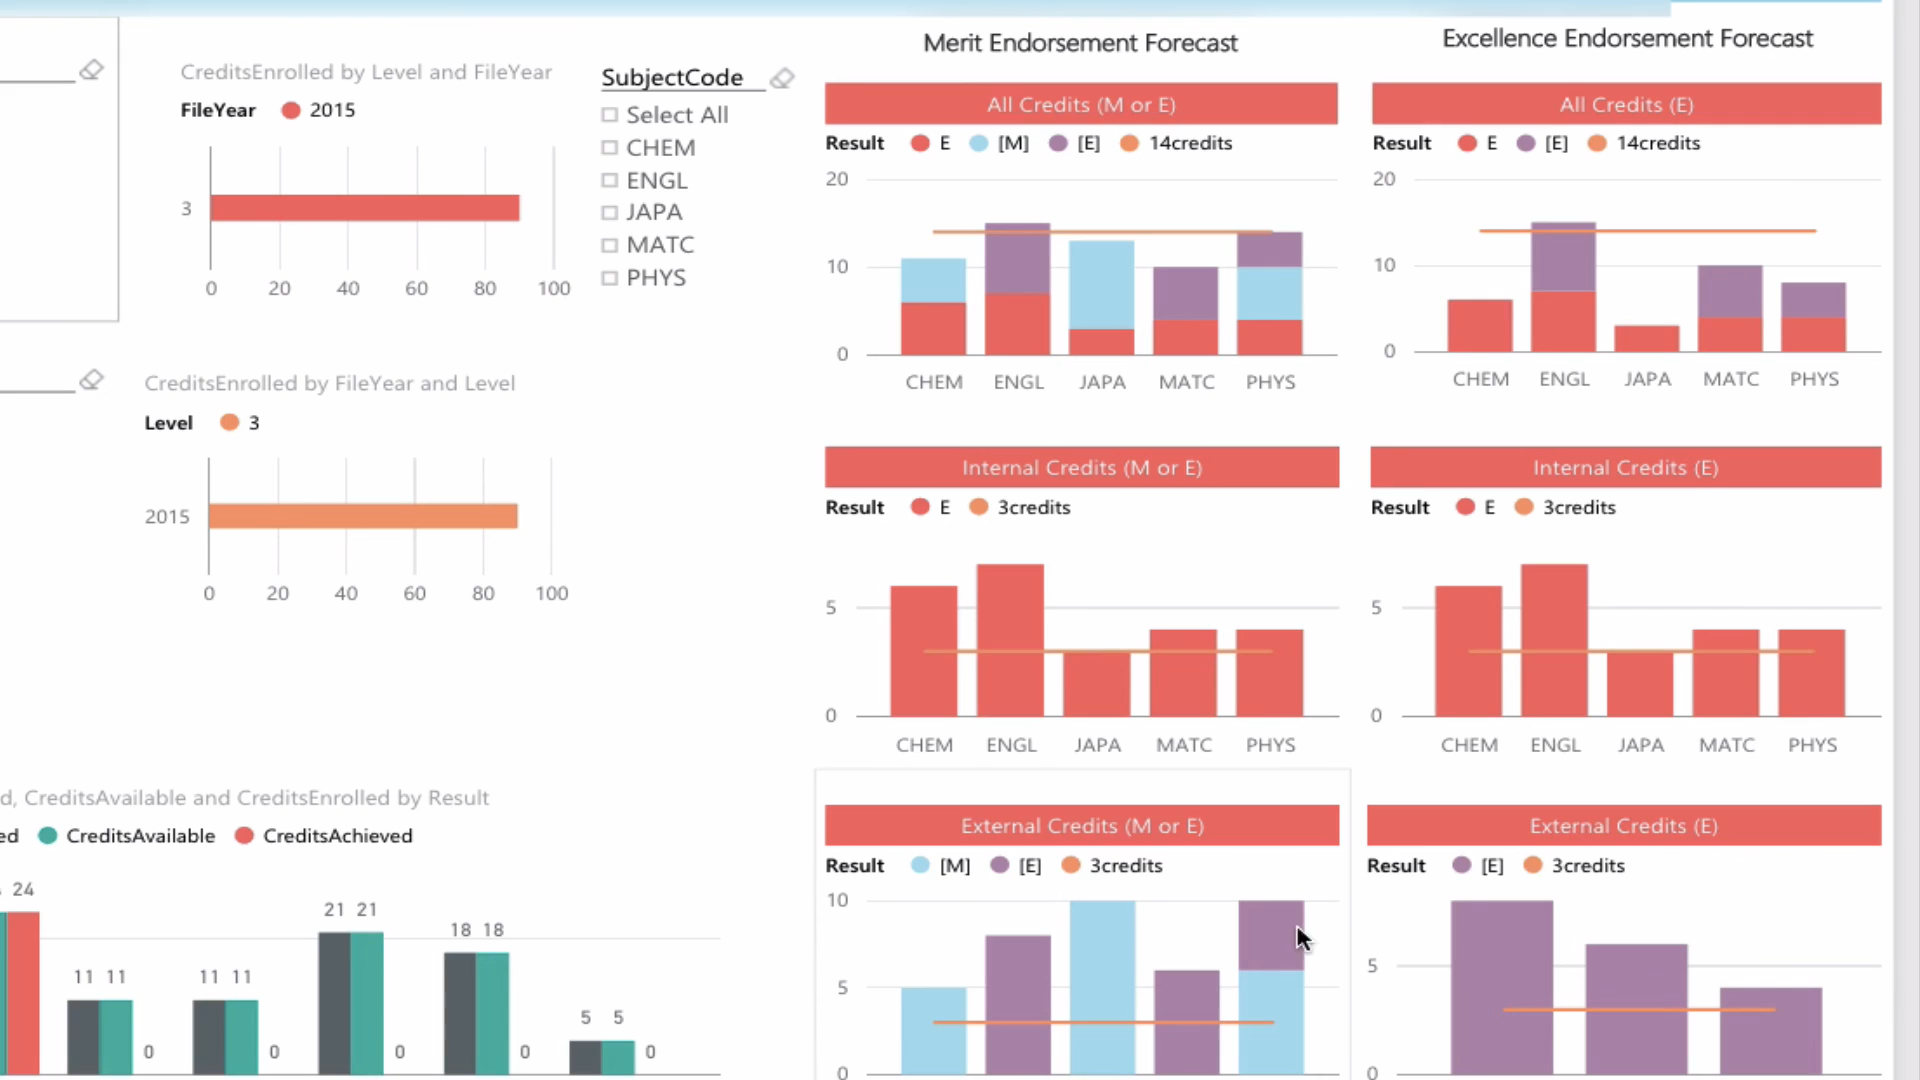 CreditsEnrolled by Level and FileYear
FileYear 2015
3
0 20 40 60 80 100
SubjectCode
Select All
CHEM
ENGL
JAPA
MATC
PHYS
CreditsEnrolled by FileYear and Level
Level 3
2015
0 20 40 60 80 100
d, CreditsAvailable and CreditsEnrolled by Result
ed CreditsAvailable CreditsAchieved
24
11 11 0
11 11 0
21 21 0
18 18 0
5 5 0
Merit Endorsement Forecast
All Credits (M or E)
Result E [M] [E] 14credits
20
10
0
CHEM ENGL JAPA MATC PHYS
Internal Credits (M or E)
Result E 3credits
5
0
CHEM ENGL JAPA MATC PHYS
External Credits (M or E)
Result [M] [E] 3credits
10
5
0
Excellence Endorsement Forecast
All Credits (E)
Result E [E] 14credits
20
10
0
CHEM ENGL JAPA MATC PHYS
Internal Credits (E)
Result E 3credits
5
0
CHEM ENGL JAPA MATC PHYS
External Credits (E)
Result [E] 3credits
5
0